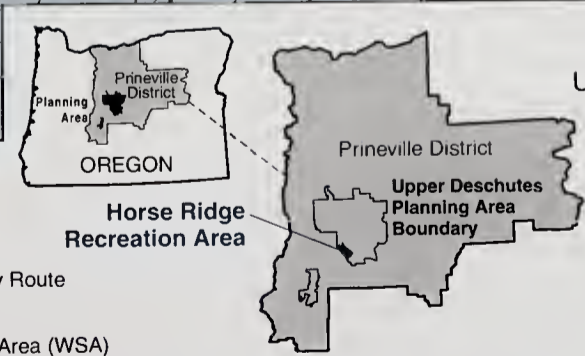 Prineville
District
Planning
Area
OREGON
Prineville District
Upper Deschutes
Planning Area
Boundary
Horse Ridge
Recreation Area
Route
Area (WSA)